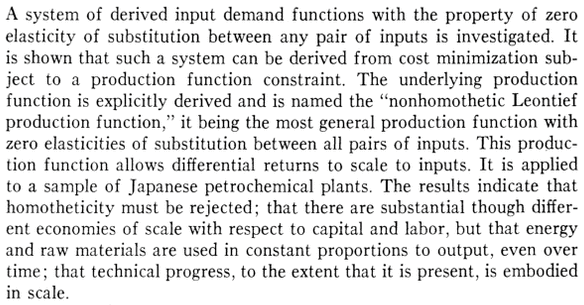 A system of derived input demand functions with the property of zero
elasticity of substitution between any pair of inputs is investigated. It
is shown that such a system can be derived from cost minimization sub-
ject to a production function constraint. The underlying production
function is explicitly derived and is named the “nonhomothetic Leontief
production function,” it being the most general production function with
zero elasticities of substitution between all pairs of inputs. This produc-
tion function allows differential returns to scale to inputs. It is applied
to a sample of Japanese petrochemical plants. The results indicate that
homotheticity must be rejected; that there are substantial though differ-
ent economies of scale with respect to capital and labor, but that energy
and raw materials are used in constant proportions to output, even over
time; that technical progress, to the extent that it is present, is embodied
in scale.